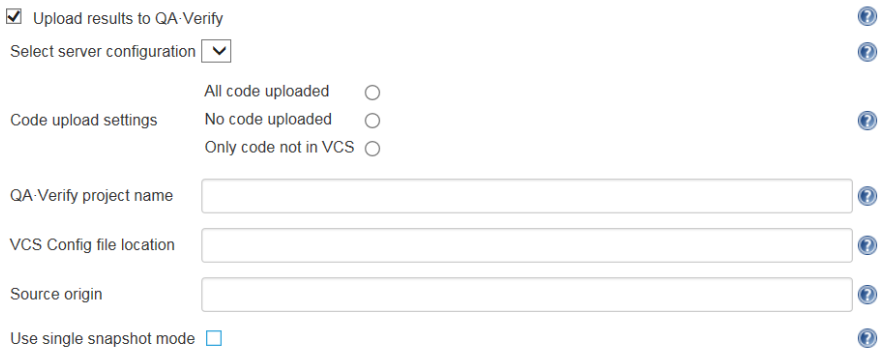 Upload results to QA·Verify
Select server configuration
All code uploaded
Code upload settings
No code uploaded
Only code not in VCS
QA·Verify project name
VCS Config file location
Source origin
Use single snapshot mode